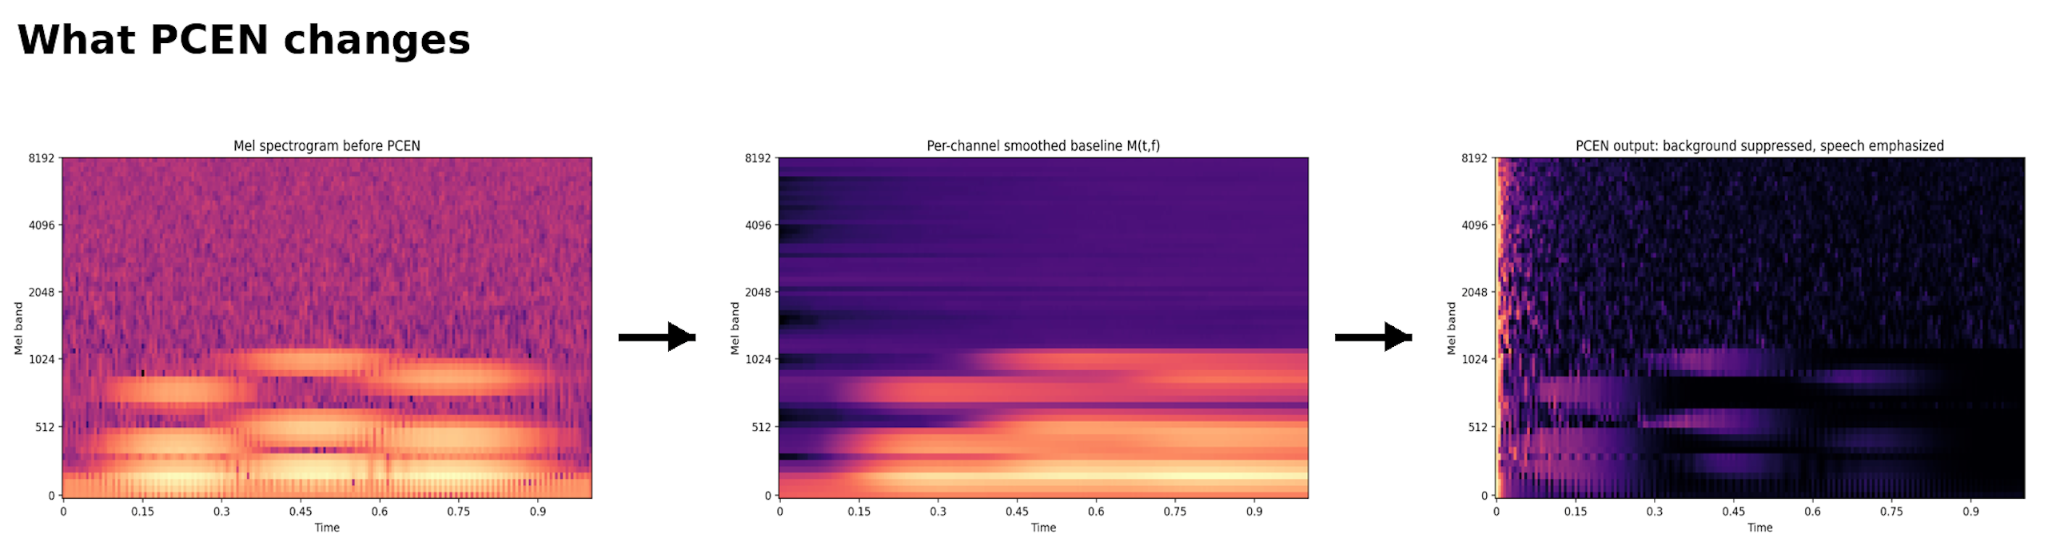 What PCEN changes
Mel spectrogram before PCEN
8192
4096
2048
1024
512
0
Mel band
0 0.15 0.3 0.45 0.6 0.75 0.9
Time
Per-channel smoothed baseline M(t,f)
8192
4096
2048
1024
512
0
Mel band
0 0.15 0.3 0.45 0.6 0.75 0.9
Time
PCEN output: background suppressed, speech emphasized
8192
4096
2048
1024
512
0
Mel band
0 0.15 0.3 0.45 0.6 0.75 0.9
Time